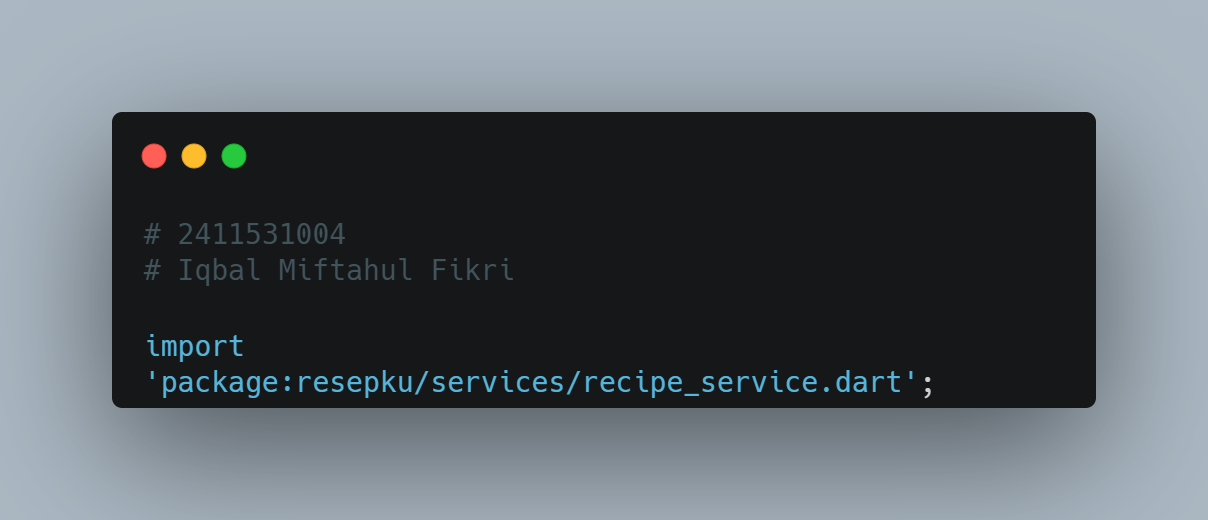 # 2411531004
# Iqbal Miftahul Fikri
import
'package:resepku/services/recipe_service.dart';